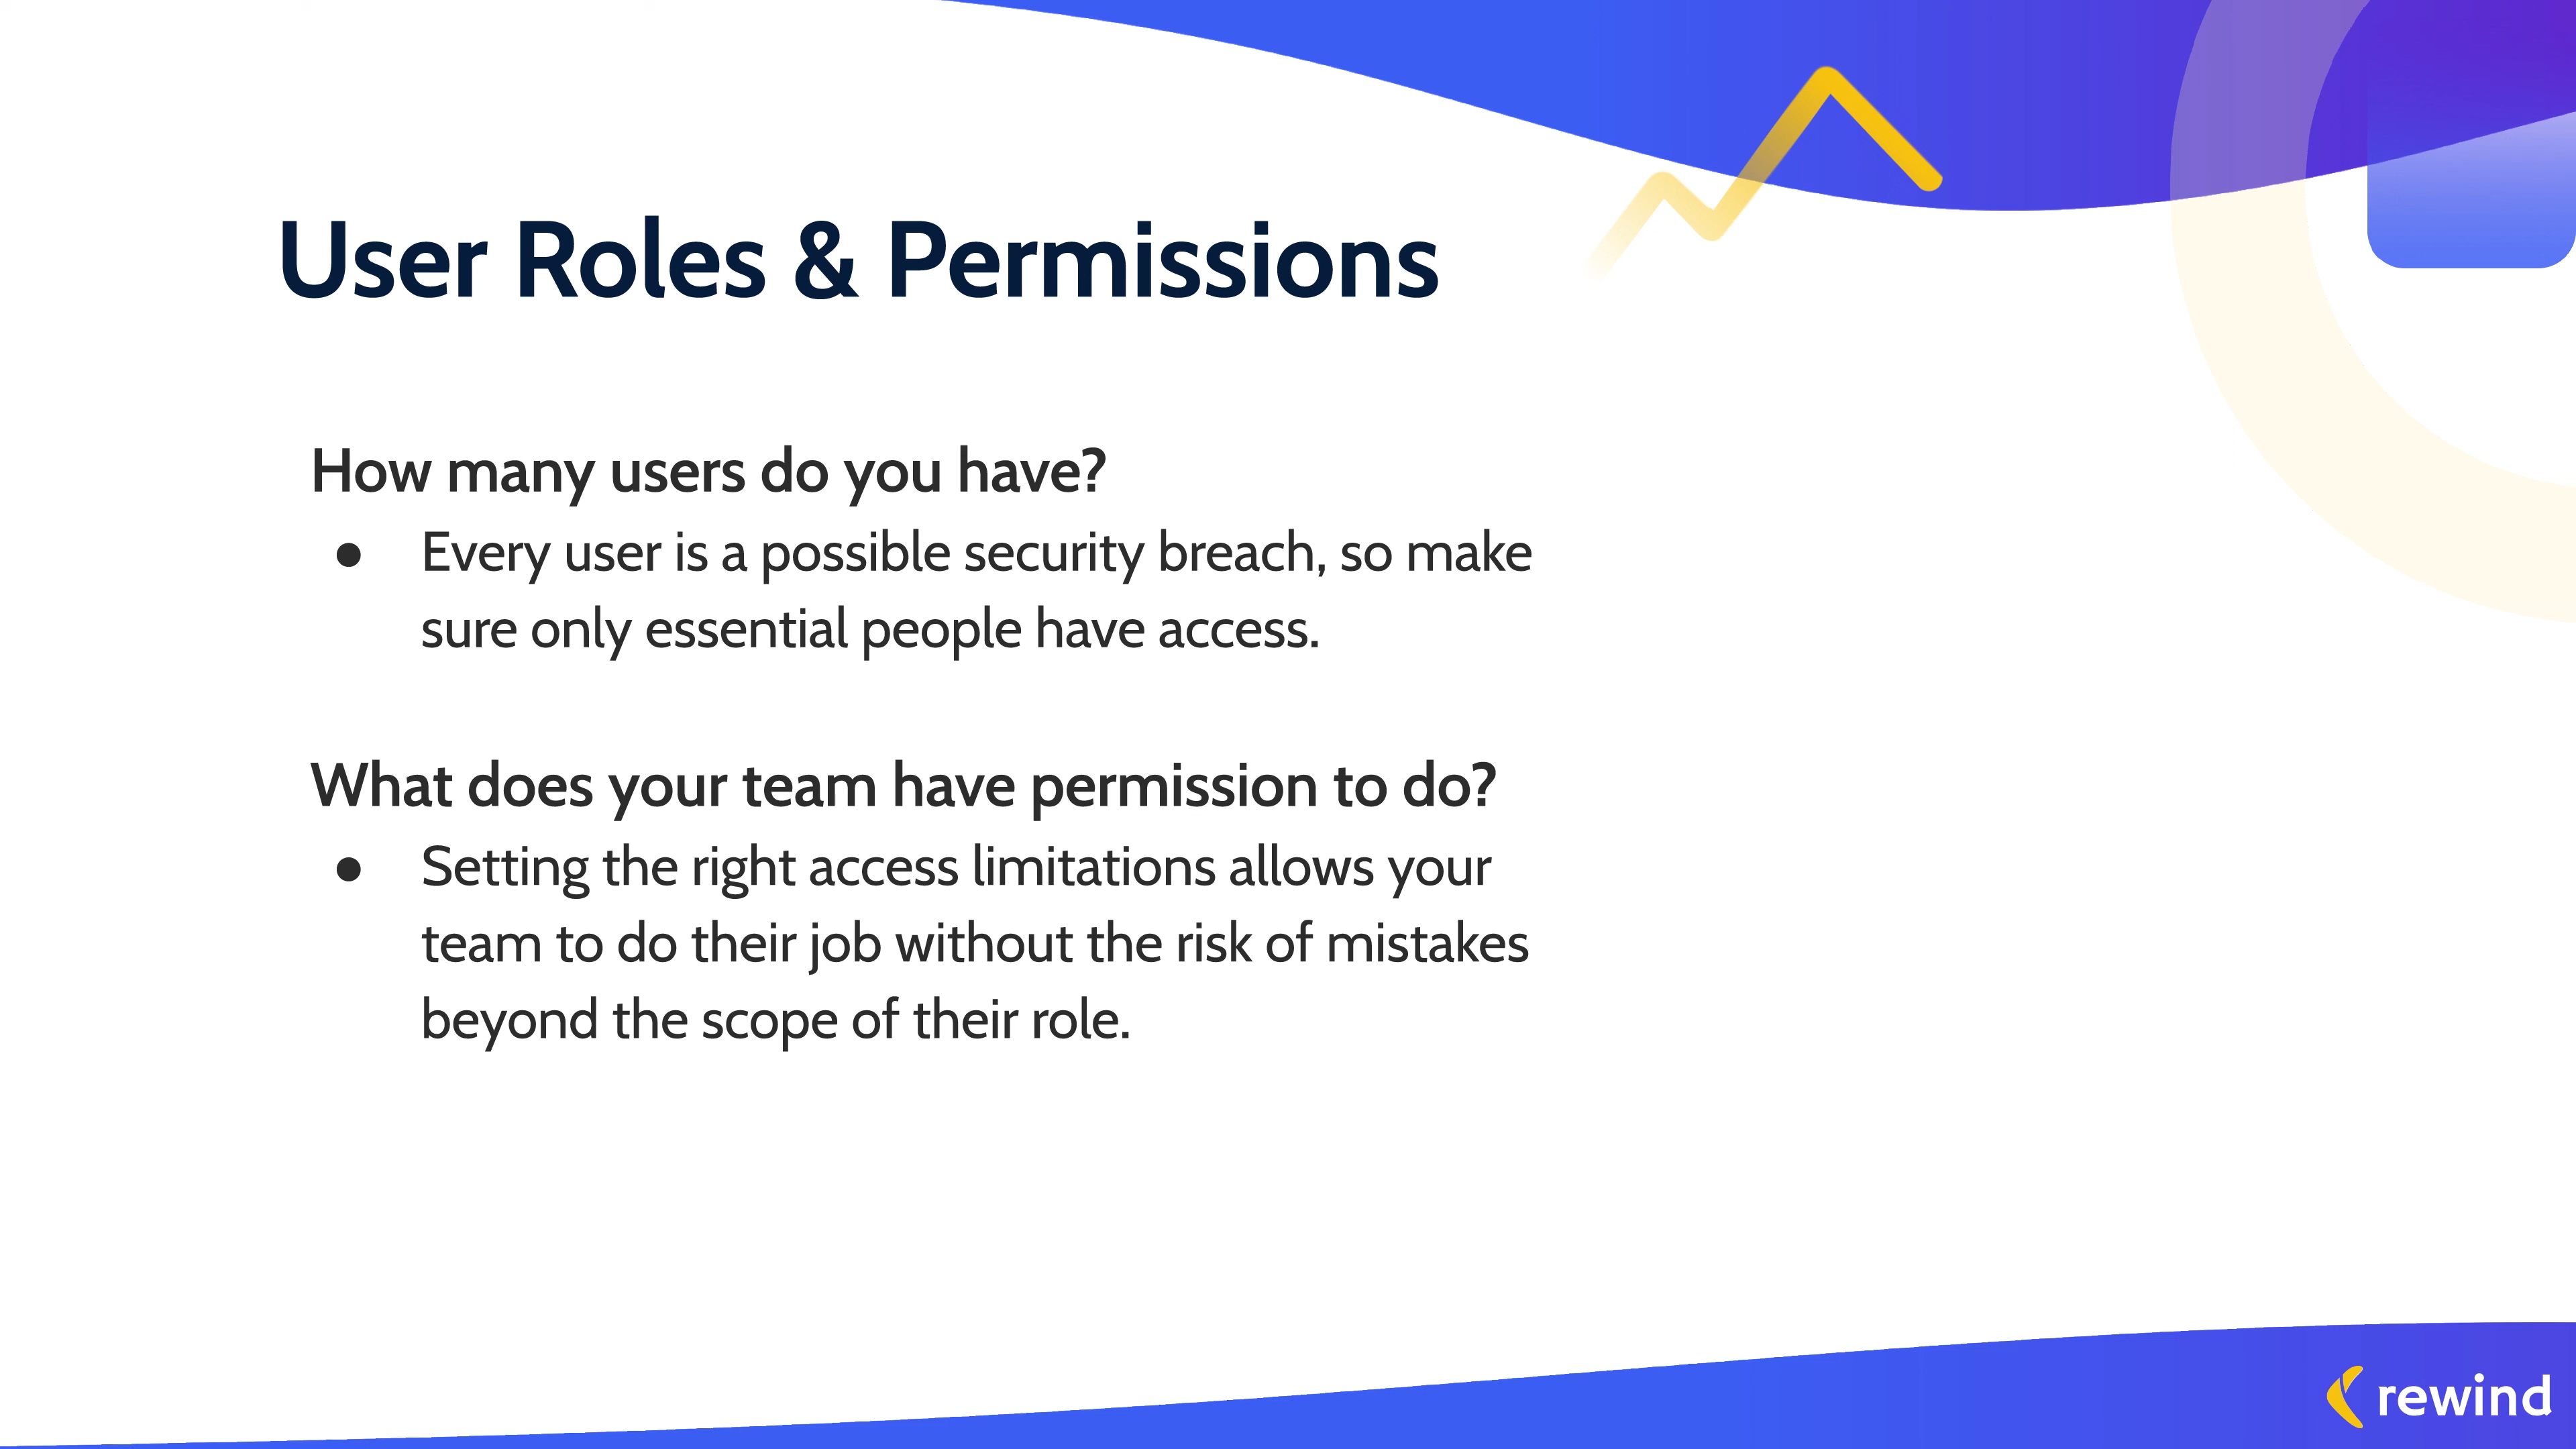 User Roles & Permissions
How many users do you have?
● Every user is a possible security breach, so make
sure only essential people have access.
What does your team have permission to do?
● Setting the right access limitations allows your
team to do their job without the risk of mistakes
beyond the scope of their role.
rewind